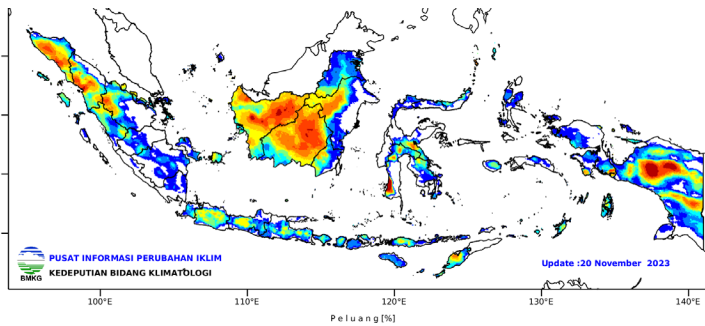 PUSAT INFORMASI PERUBAHAN IKLIM
KEDEPUTIAN BIDANG KLIMATOLOGI
BMKG
Update :20 November 2023
100°E 110°E 120°E 130°E 140°E
Peluang[%]